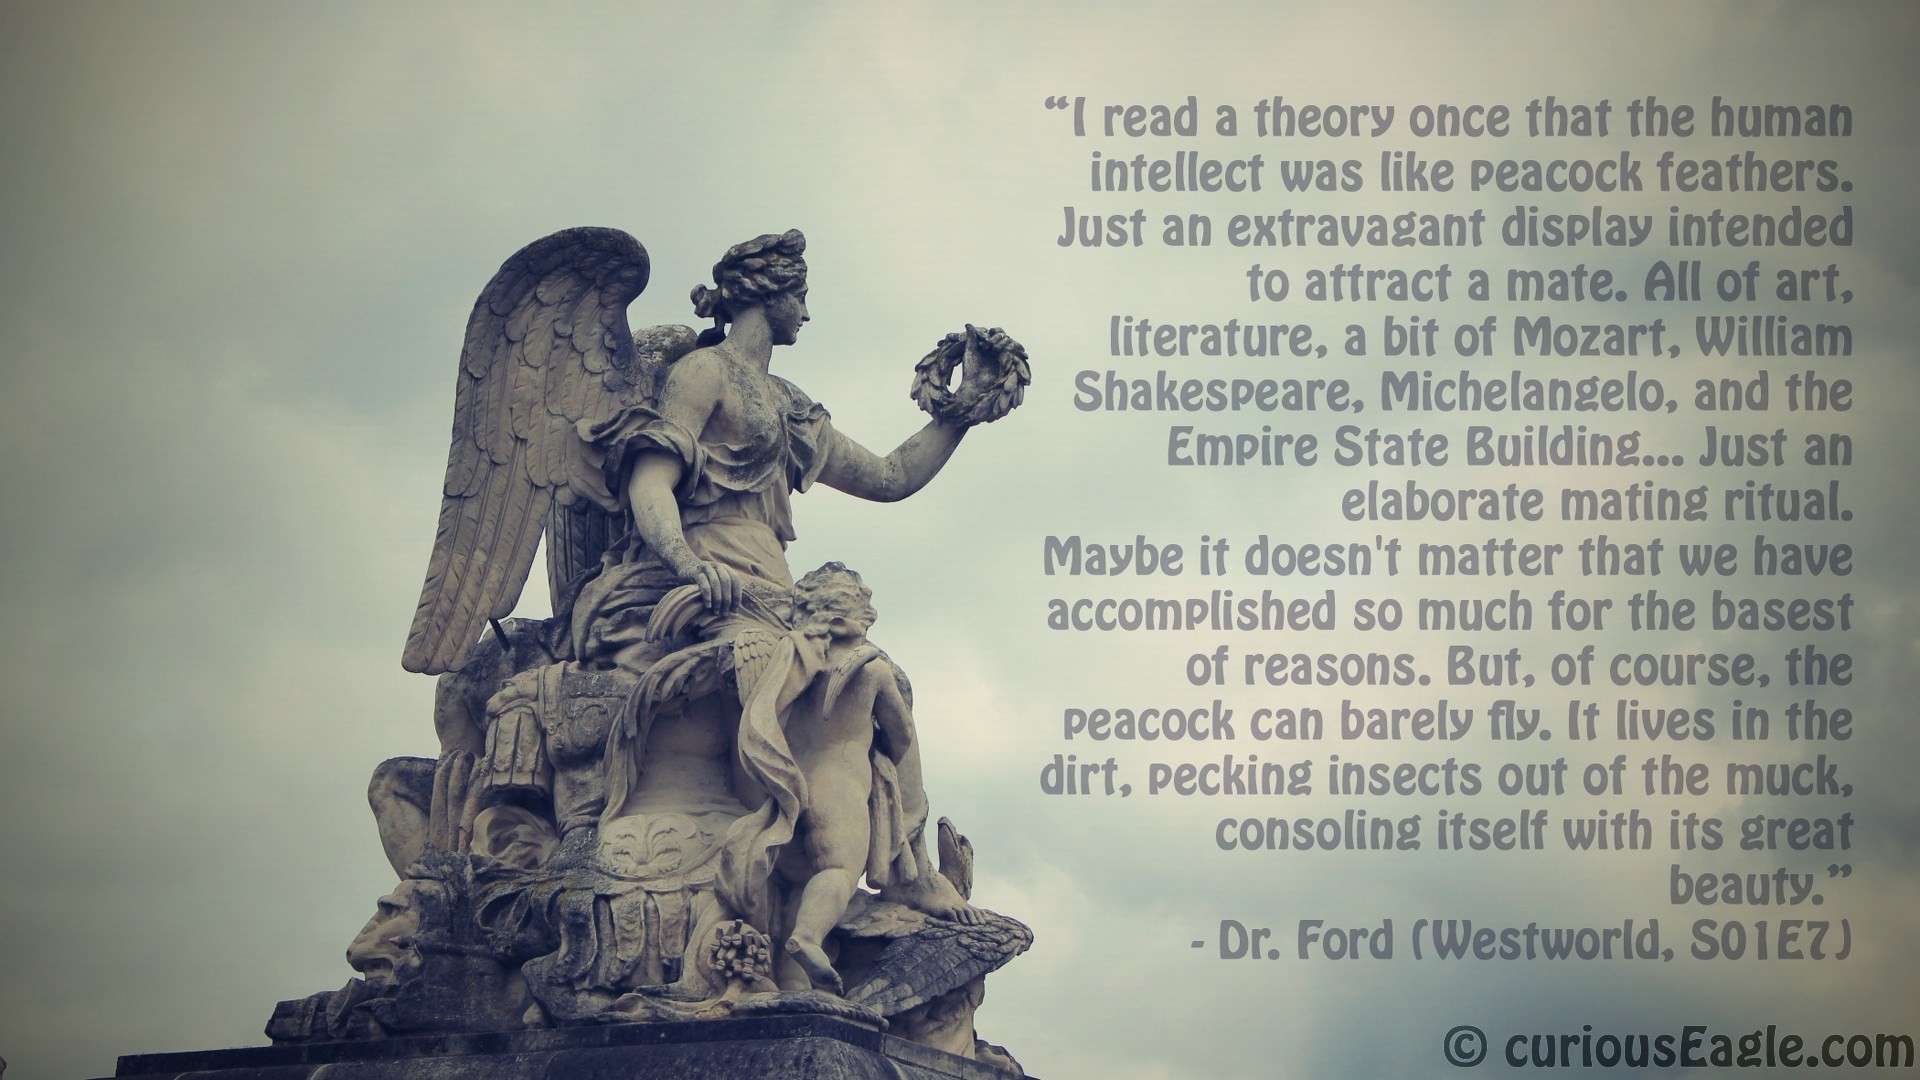 “I read a theory once that the human
intellect was like peacock feathers.
Just an extravagant display intended
to attract a mate. All of art,
literature, a bit of Mozart, William
Shakespeare, Michelangelo, and the
Empire State Building... Just an
elaborate mating ritual.
Maybe it doesn't matter that we have
accomplished so much for the basest
of reasons. But, of course, the
peacock can barely fly. It lives in the
dirt, pecking insects out of the muck,
consoling itself with its great
beauty.”
- Dr. Ford (Westworld, S01E7)
© curiousEagle.com